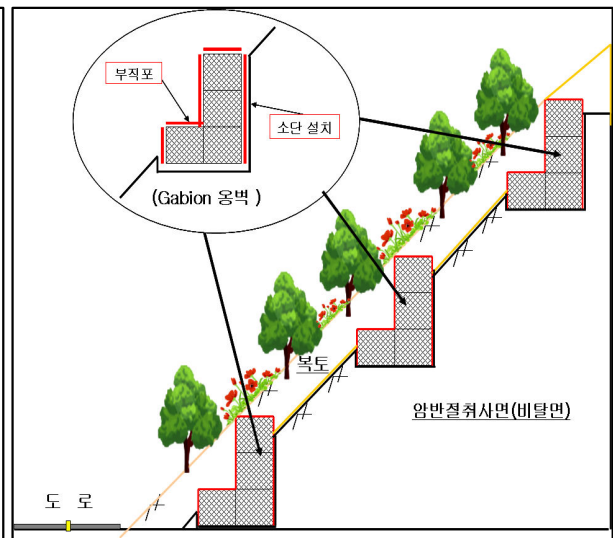 부직포
소단 설치
(Gabion 옹벽 )
복토
암반절취사면(비탈면)
도 로